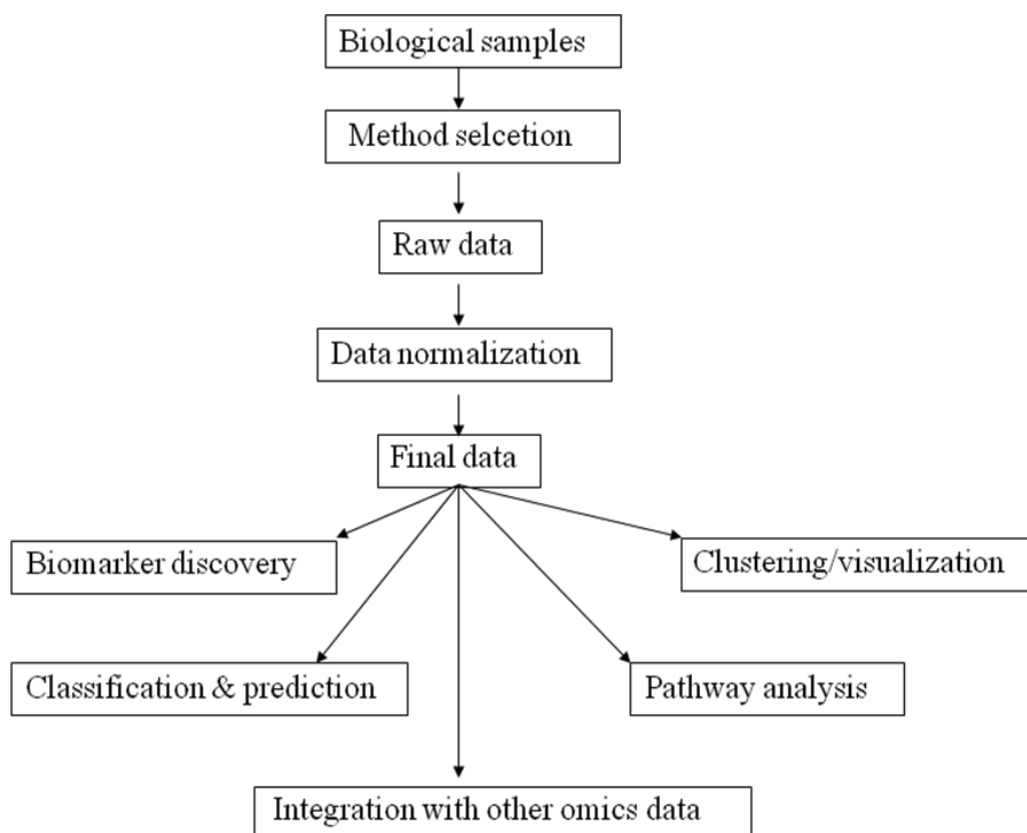 Biological samples
Method selcetion
Raw data
Data normalization
Final data
Biomarker discovery
Clustering/visualization
Classification & prediction
Pathway analysis
Integration with other omics data